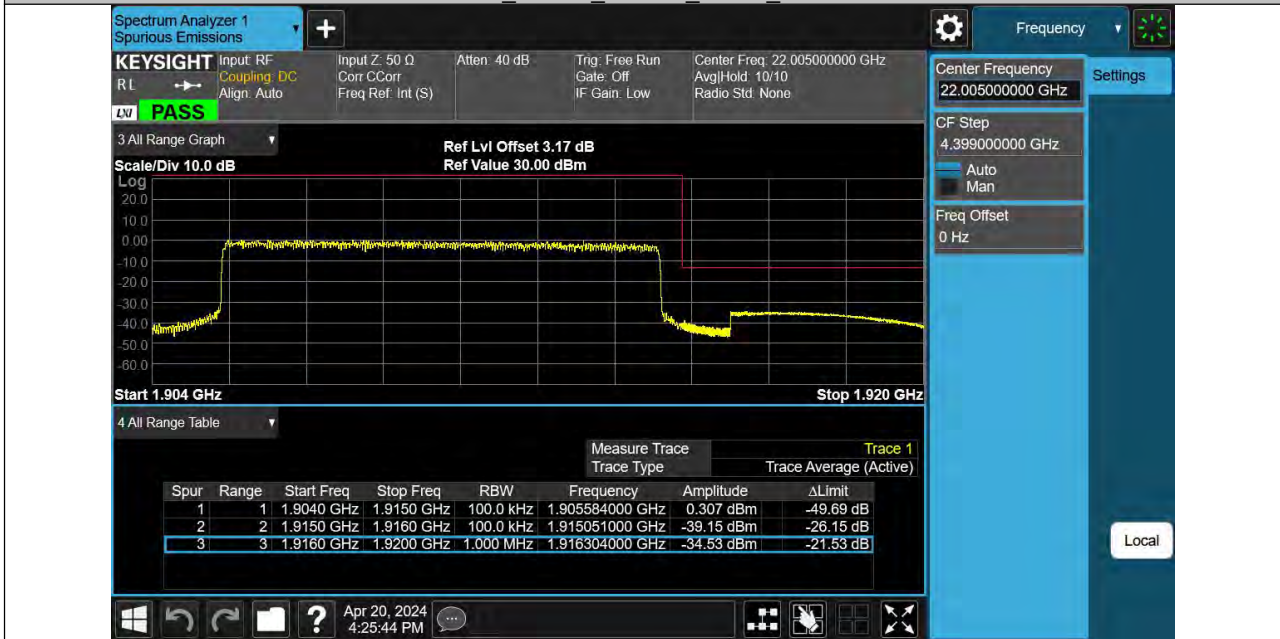 Spectrum Analyzer 1
Spurious Emissions
+
Frequency
KEYSIGHT
RL
LXI
PASS
Input: RF
Coupling: DC
Align: Auto
Input Z: 50 Ω
Corr CCorr
Freq Ref: Int (S)
Atten: 40 dB
Trig: Free Run
Gate: Off
IF Gain: Low
Center Freq: 22.005000000 GHz
Avg|Hold: 10/10
Radio Std: None
Center Frequency
22.005000000 GHz
Settings
CF Step
4.399000000 GHz
Auto
Man
Freq Offset
0 Hz
3 All Range Graph
Scale/Div 10.0 dB
Ref Lvl Offset 3.17 dB
Ref Value 30.00 dBm
Log
20.0
10.0
0.00
-10.0
-20.0
-30.0
-40.0
-50.0
-60.0
Start 1.904 GHz
Stop 1.920 GHz
4 All Range Table
Measure Trace Trace 1
Trace Type Trace Average (Active)
Spur Range Start Freq Stop Freq RBW Frequency Amplitude ΔLimit
1 1 1.9040 GHz 1.9150 GHz 100.0 kHz 1.905584000 GHz 0.307 dBm -49.69 dB
2 2 1.9150 GHz 1.9160 GHz 100.0 kHz 1.915051000 GHz -39.15 dBm -26.15 dB
3 3 1.9160 GHz 1.9200 GHz 1.000 MHz 1.916304000 GHz -34.53 dBm -21.53 dB
Local
?
Apr 20, 2024
4:25:44 PM